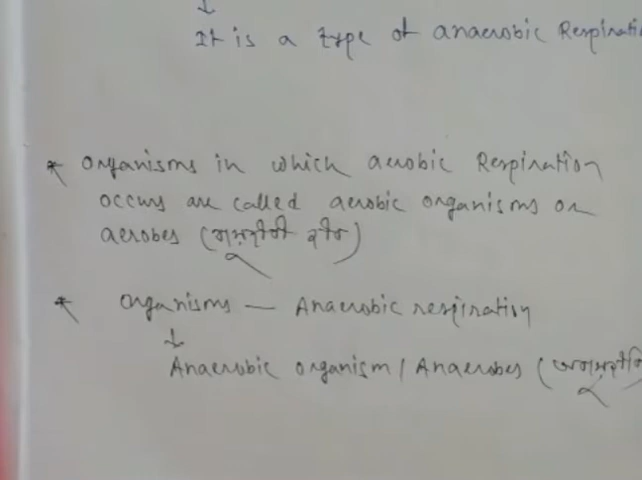 ↓
It is a type of anaerobic Respirati
* Organisms in which aerobic Respiration
occurs are called aerobic organisms or
aerobes (
* Organisms — Anaerobic respiration
↓
Anaerobic organism / Anaerobes (